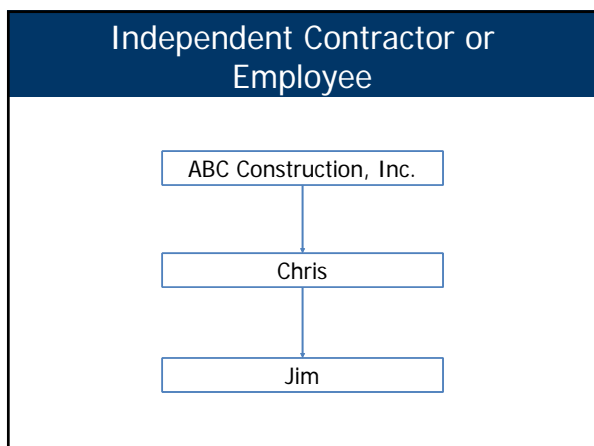 Independent Contractor or
Employee
ABC Construction, Inc.
Chris
Jim